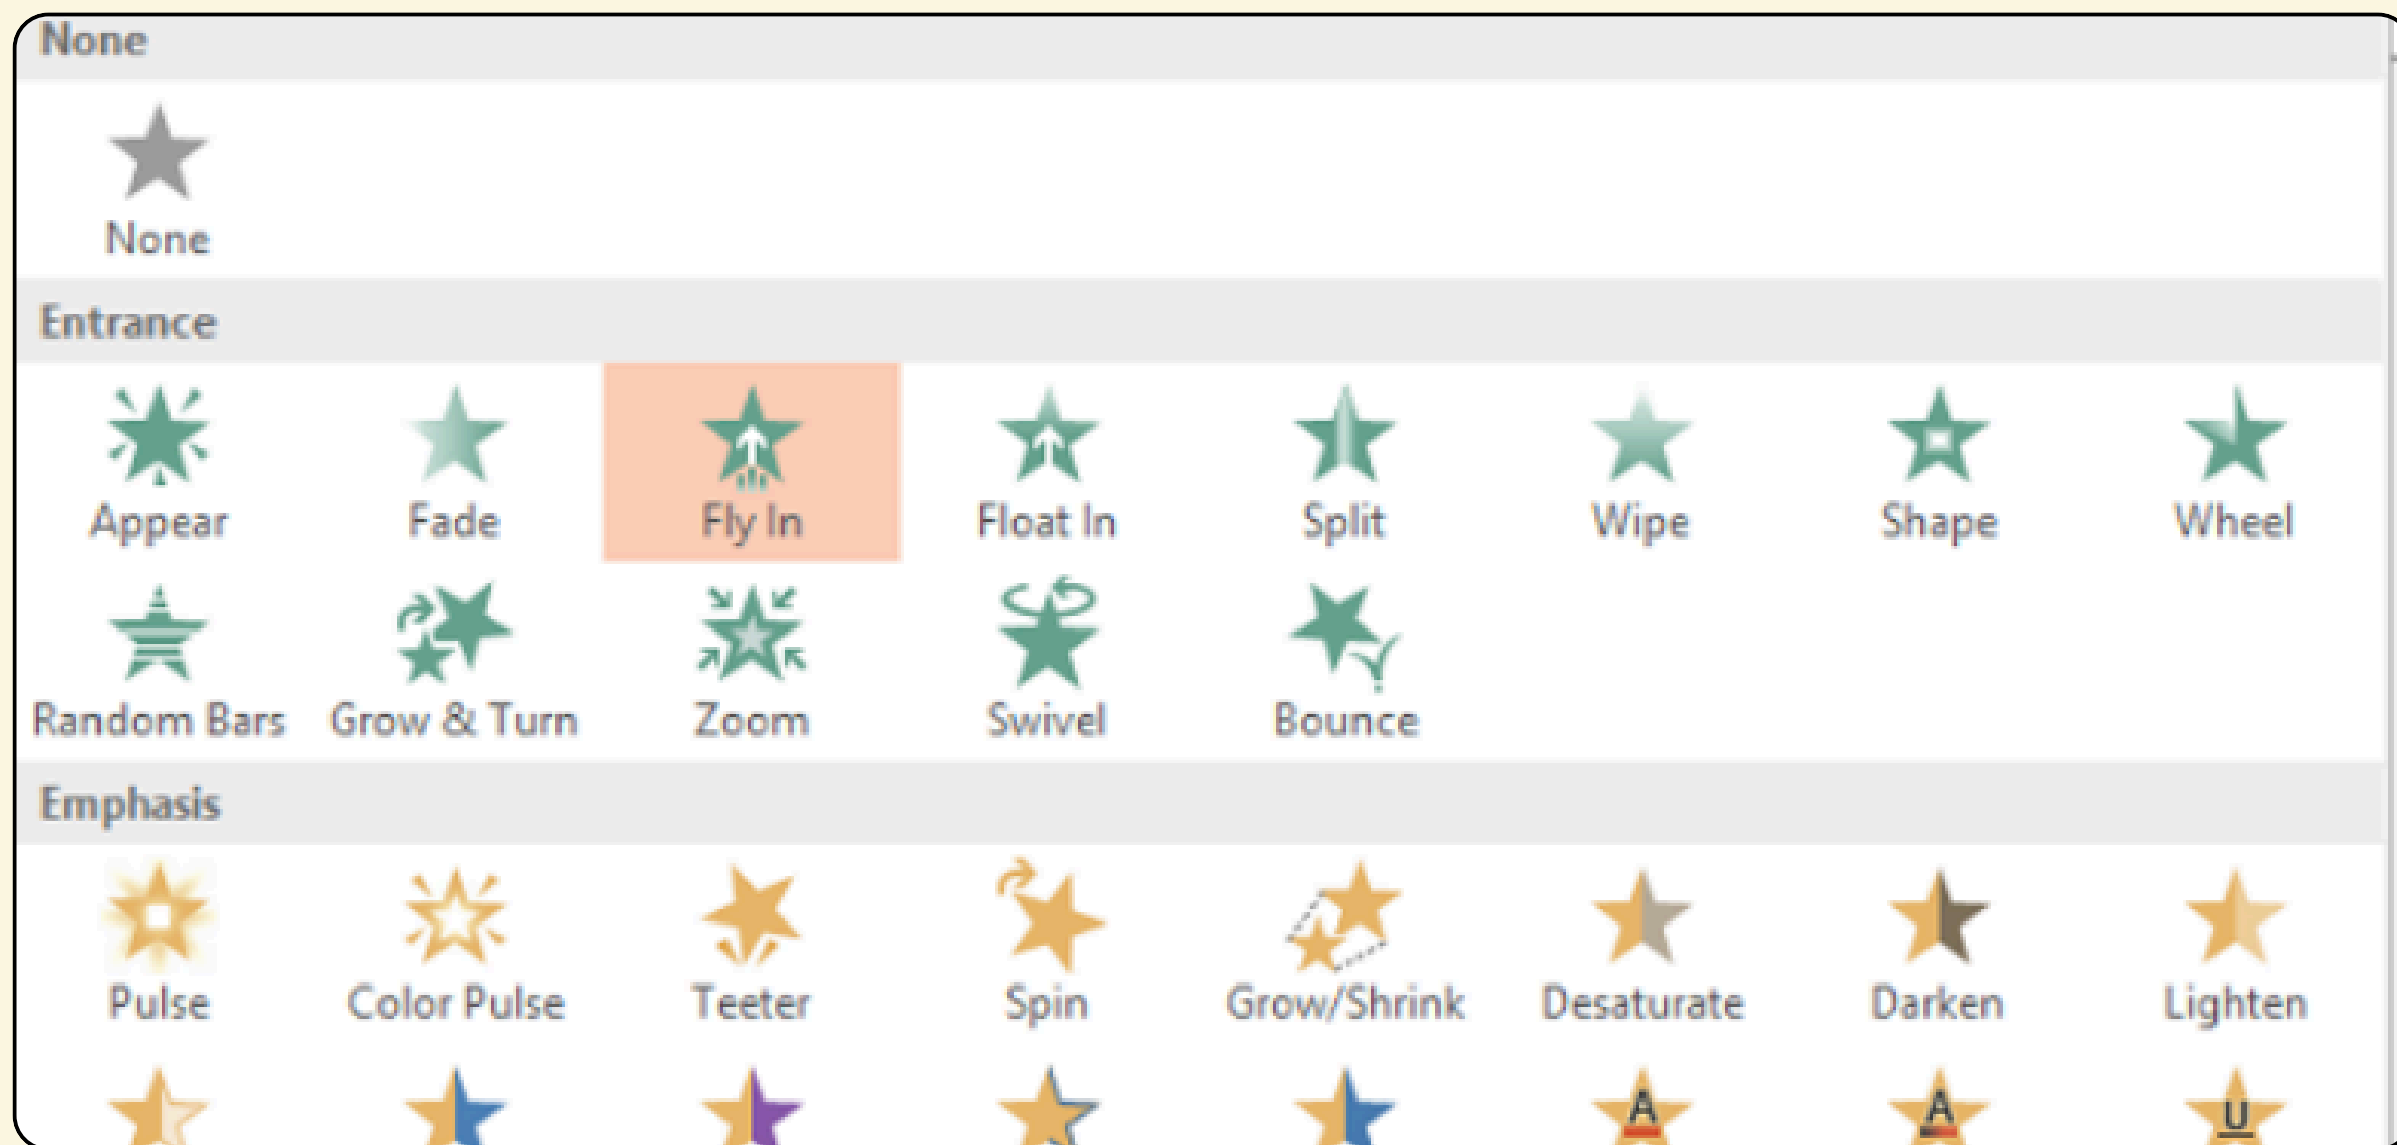 None
None
Entrance
Appear Fade Fly In Float In Split Wipe Shape Wheel
Random Bars Grow & Turn Zoom Swivel Bounce
Emphasis
Pulse Color Pulse Teeter Spin Grow/Shrink Desaturate Darken Lighten
A A U